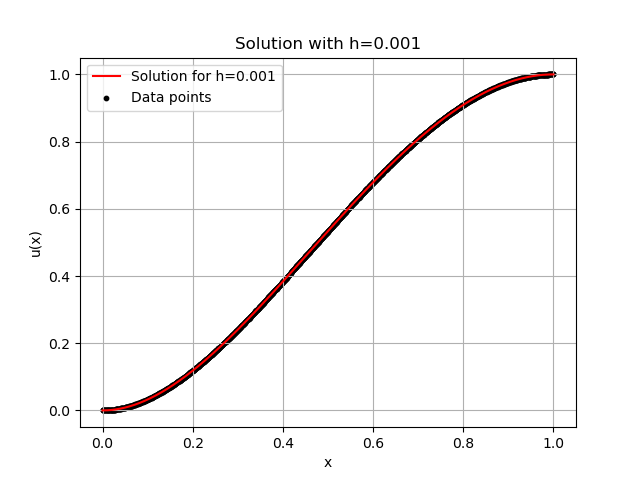 Solution with h=0.001
Solution for h=0.001
Data points
1.0
0.8
0.6
0.4
0.2
0.0
u(x)
0.0 0.2 0.4 0.6 0.8 1.0
x